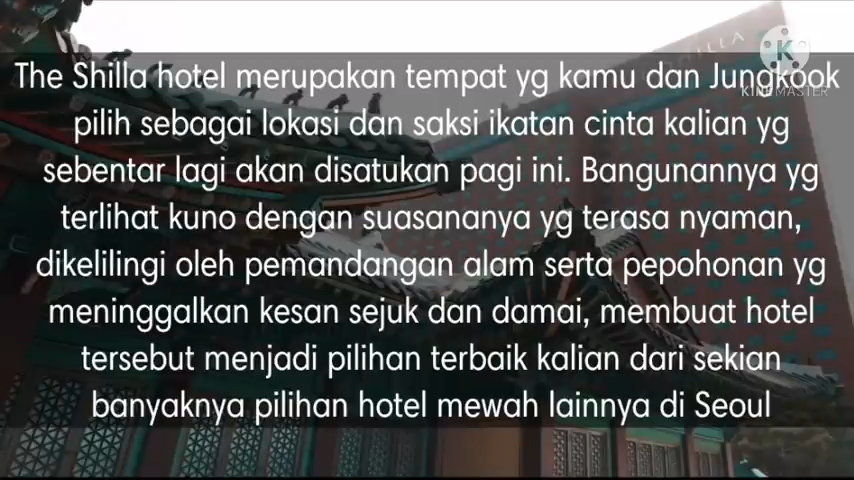 The Shilla hotel merupakan tempat yg kamu dan Jungkook
pilih sebagai lokasi dan saksi ikatan cinta kalian yg
sebentar lagi akan disatukan pagi ini. Bangunannya yg
terlihat kuno dengan suasananya yg terasa nyaman,
dikelilingi oleh pemandangan alam serta pepohonan yg
meninggalkan kesan sejuk dan damai, membuat hotel
tersebut menjadi pilihan terbaik kalian dari sekian
banyaknya pilihan hotel mewah lainnya di Seoul
SHILLA
K
KINEMASTER